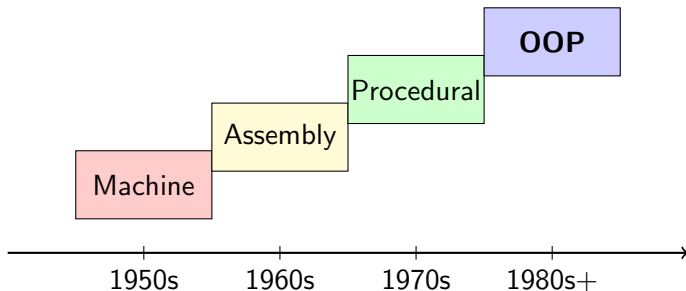 OOP
Procedural
Assembly
Machine
1950s 1960s 1970s 1980s+